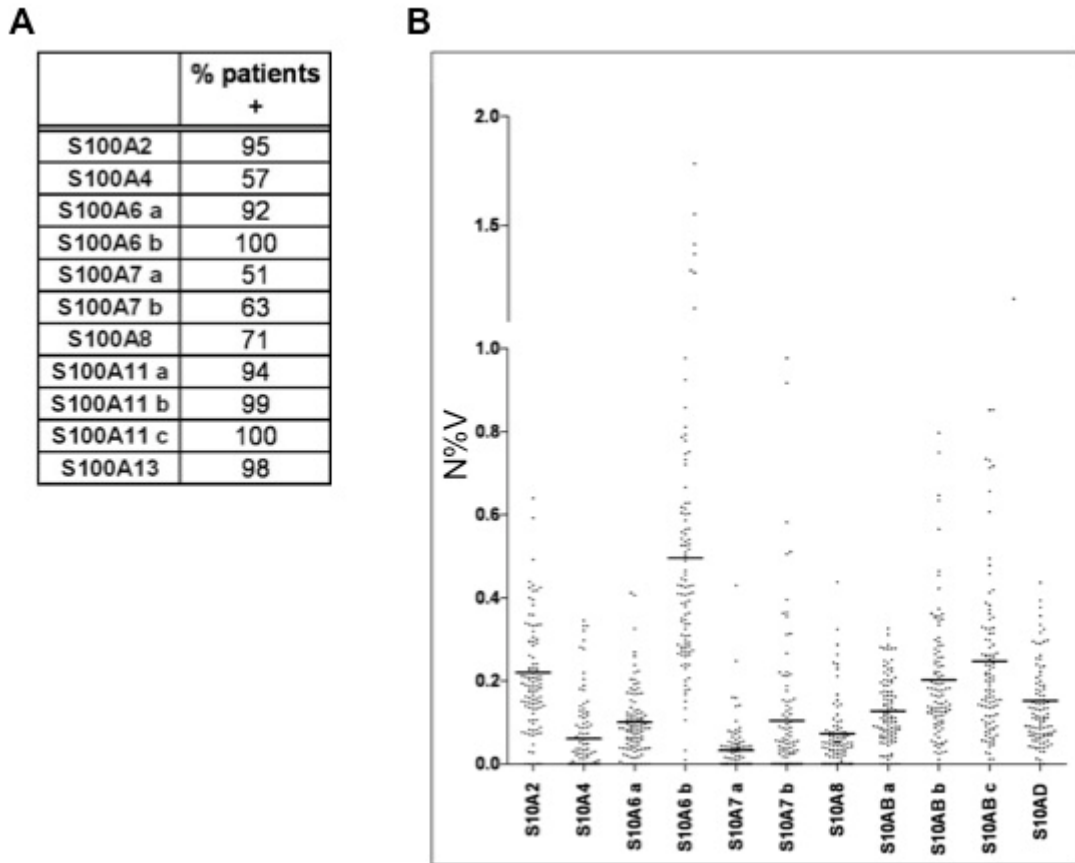 A
% patients
+
S100A2 95
S100A4 57
S100A6 a 92
S100A6 b 100
S100A7 a 51
S100A7 b 63
S100A8 71
S100A11 a 94
S100A11 b 99
S100A11 c 100
S100A13 98
B
N%V
2.0
1.5
1.0
0.8
0.6
0.4
0.2
0.0
S10A2
S10A4
S10A6 a
S10A6 b
S10A7 a
S10A7 b
S10A8
S10AB a
S10AB b
S10AB c
S10AD